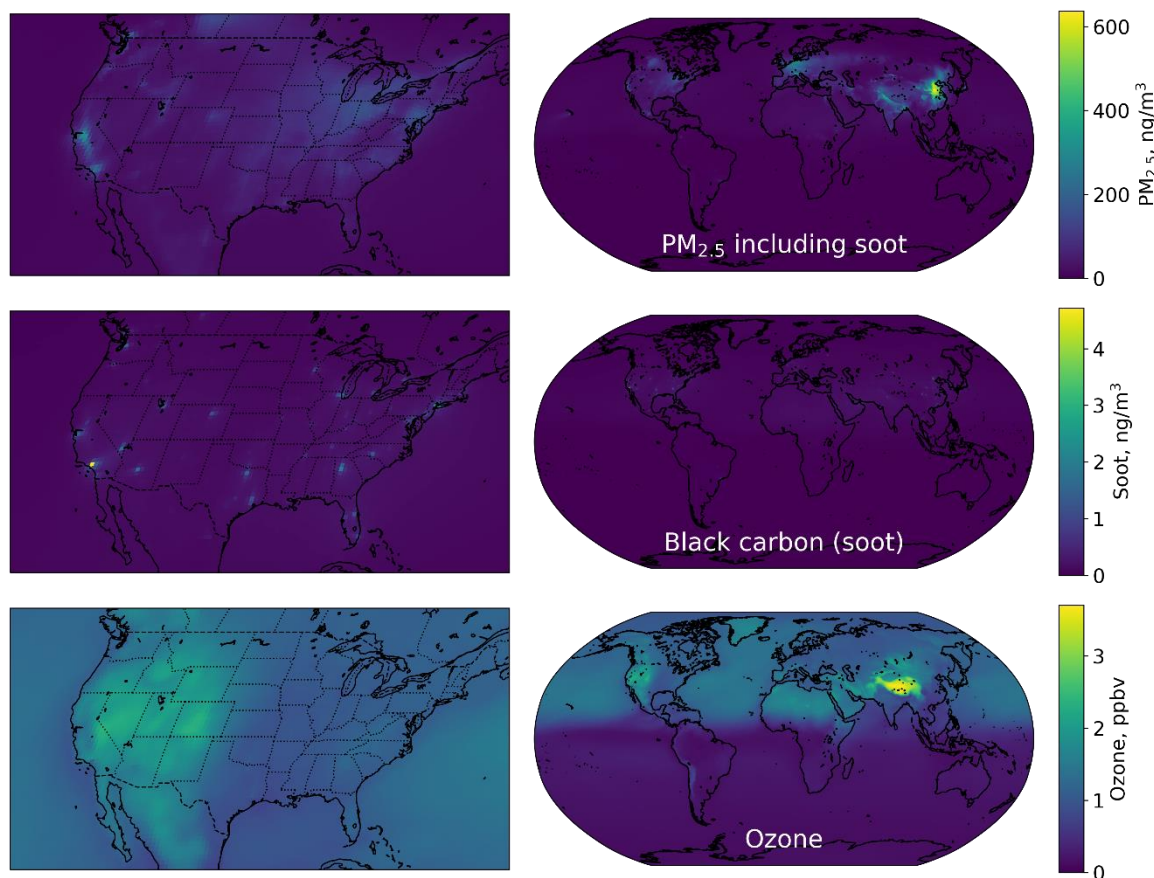 600
400
200
0
PM₂.₅, ng/m³
PM₂.₅ including soot
4
3
2
1
0
Soot, ng/m³
Black carbon (soot)
3
2
1
0
Ozone, ppbv
Ozone